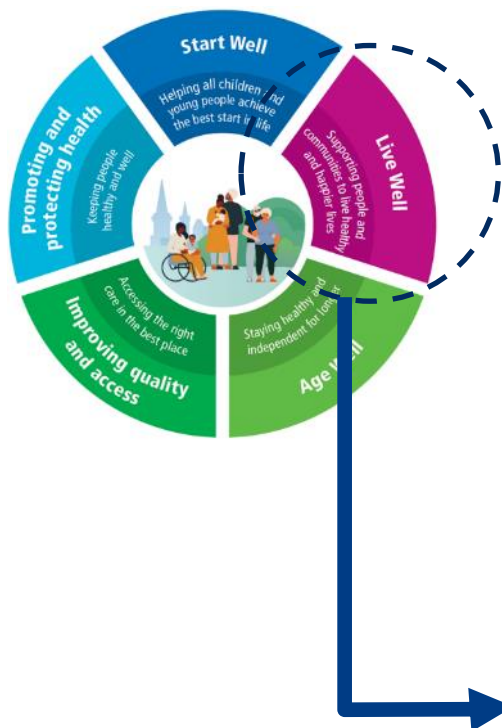 Start Well
Helping all children and
young people achieve
the best start in life
Live Well
Supporting people and
communities to live healthy
and happier lives
Age Well
Staying healthy and
independent for longer
Improving quality
and access
Accessing the right
care in the best place
Promoting and
protecting health
Keeping people
healthy and well